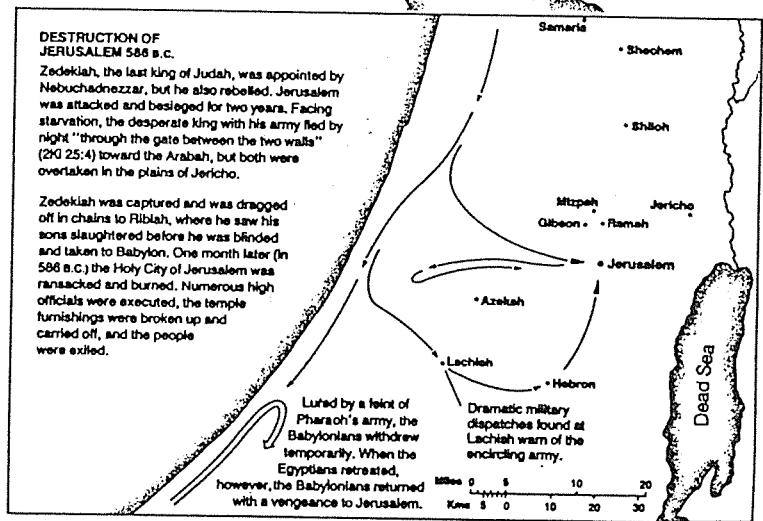 DESTRUCTION OF
JERUSALEM 586 B.C.
Zedekiah, the last king of Judah, was appointed by
Nebuchadnezzar, but he also rebelled. Jerusalem
was attacked and besieged for two years. Facing
starvation, the desperate king with his army fled by
night "through the gate between the two walls"
(2KI 25:4) toward the Arabah, but both were
overtaken in the plains of Jericho.
Zedekiah was captured and was dragged
off in chains to Riblah, where he saw his
sons slaughtered before he was blinded
and taken to Babylon. One month later (in
586 B.C.) the Holy City of Jerusalem was
ransacked and burned. Numerous high
officials were executed, the temple
furnishings were broken up and
carried off, and the people
were exiled.
Samaria
Shechem
Shiloh
Mizpah
Jericho
Gibeon
Ramah
Jerusalem
Azekah
Lachish
Hebron
Dead Sea
Lured by a feint of
Pharaoh's army, the
Babylonians withdrew
temporarily. When the
Egyptians retreated,
however, the Babylonians returned
with a vengeance to Jerusalem.
Dramatic military
dispatches found at
Lachish warn of the
encircling army.
Miles 0 5 10 20
Kms 5 0 10 20 30